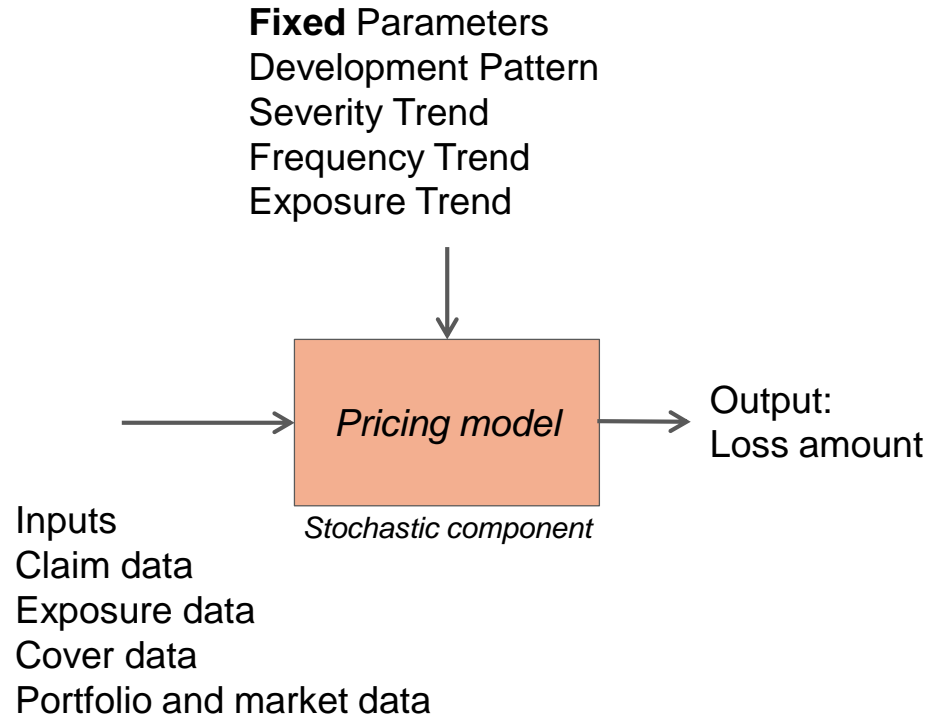 Fixed Parameters
Development Pattern
Severity Trend
Frequency Trend
Exposure Trend
Pricing model
Stochastic component
Output:
Loss amount
Inputs
Claim data
Exposure data
Cover data
Portfolio and market data